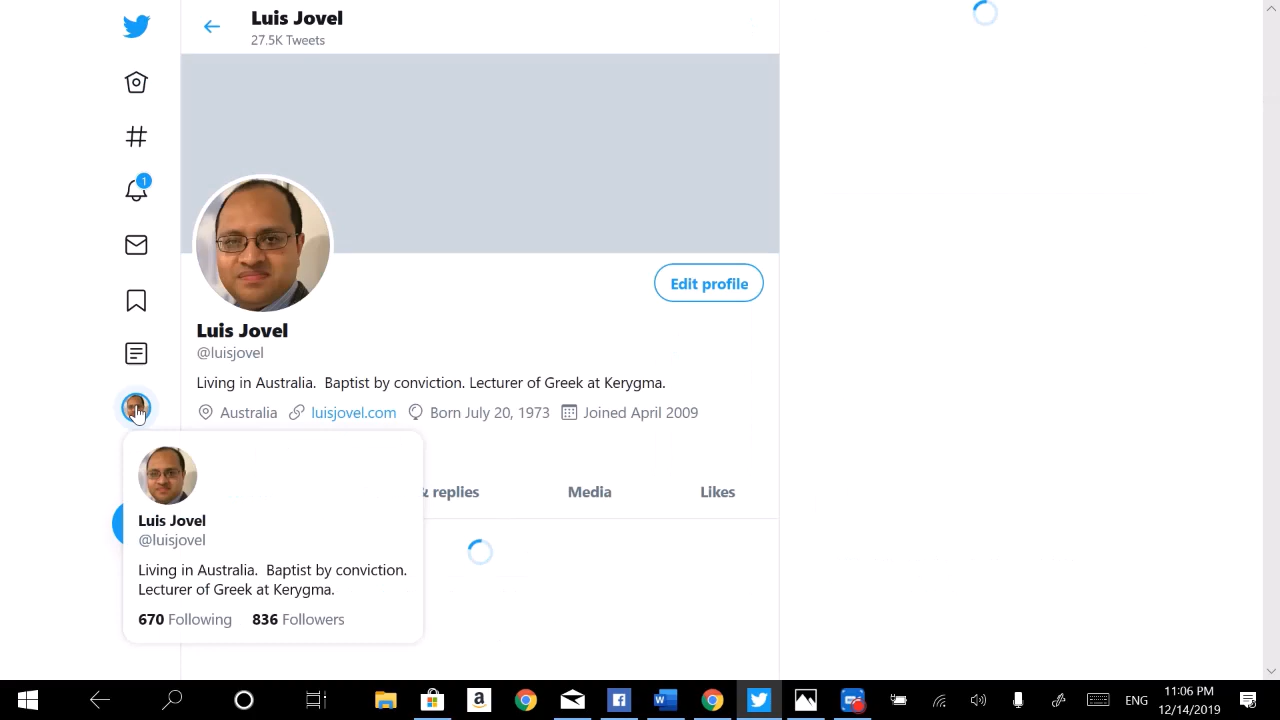 Luis Jovel
27.5K Tweets
1
Edit profile
Luis Jovel
@luisjovel
Living in Australia.  Baptist by conviction. Lecturer of Greek at Kerygma.
Australia luisjovel.com Born July 20, 1973 Joined April 2009
& replies Media Likes
Luis Jovel
@luisjovel
Living in Australia.  Baptist by conviction.
Lecturer of Greek at Kerygma.
670 Following 836 Followers
ENG
11:06 PM
12/14/2019